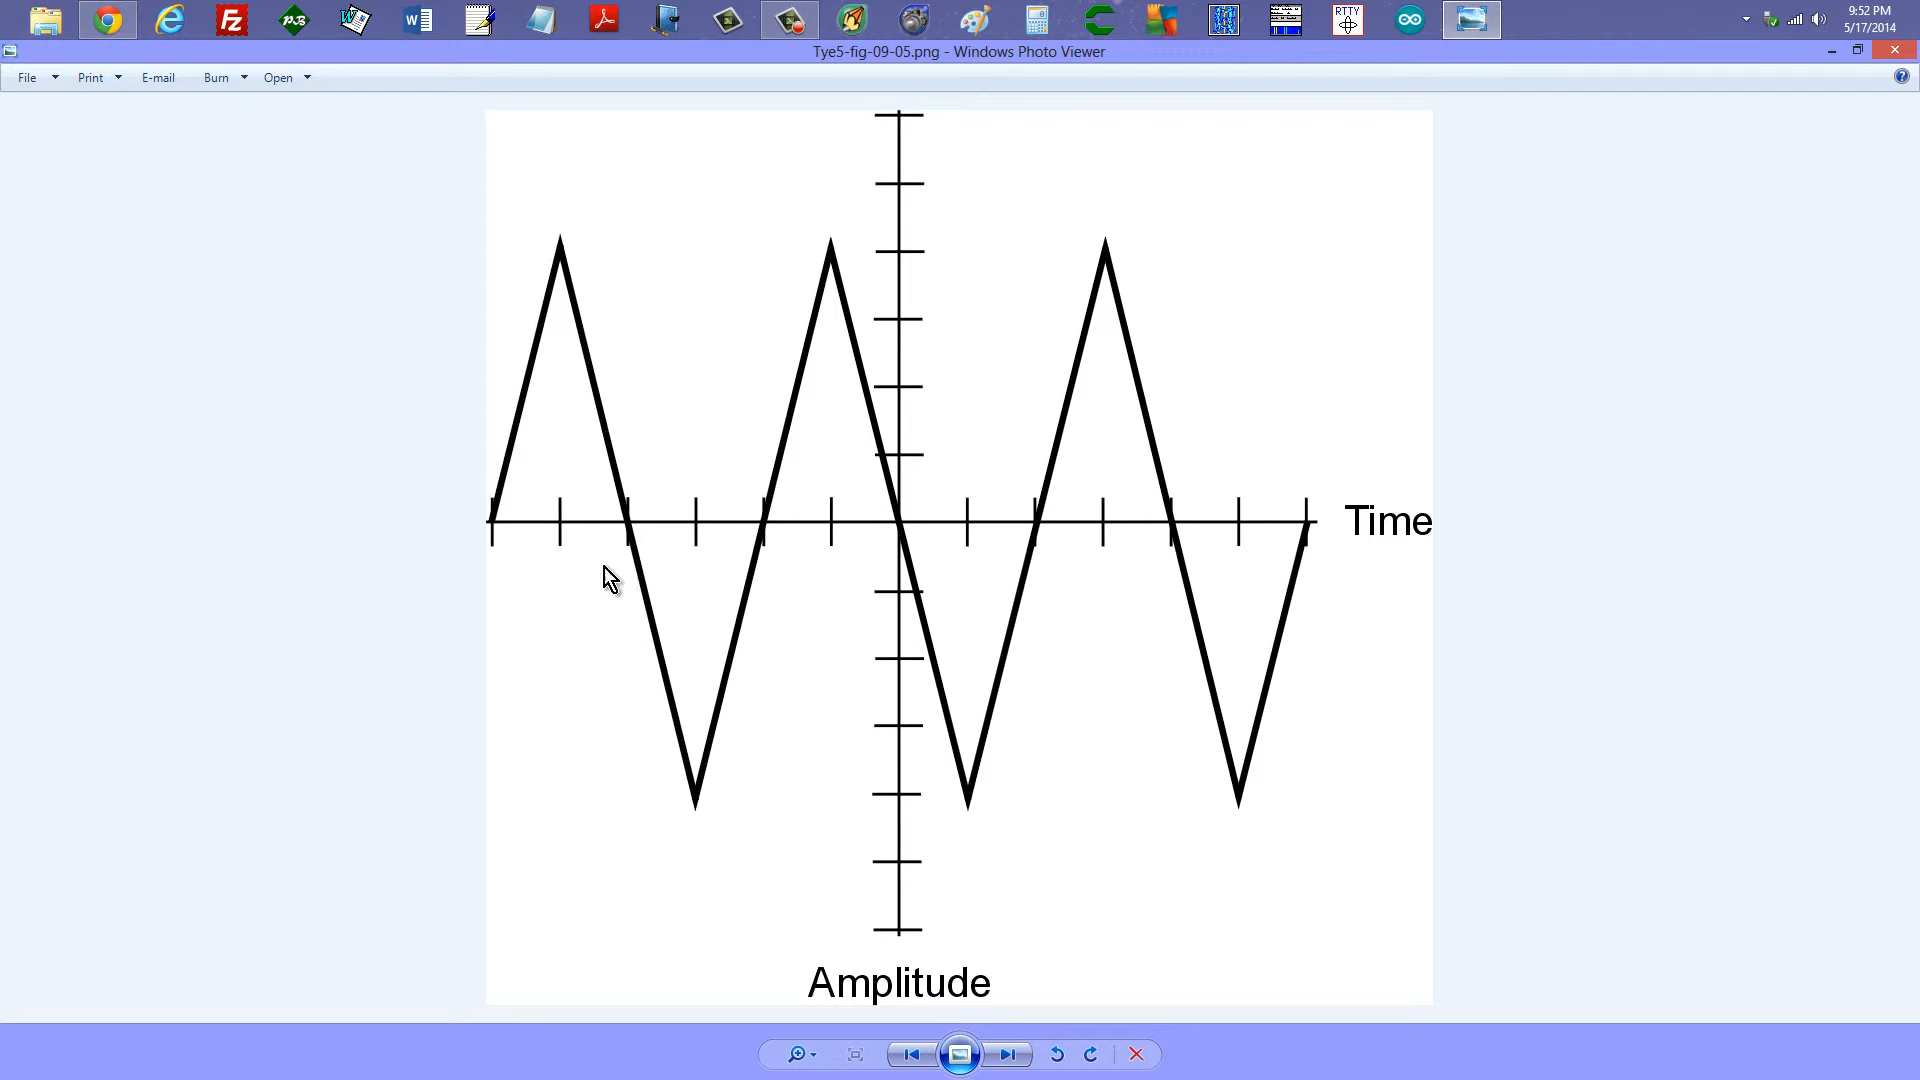 RTTY
9:52 PM
5/17/2014
Tye5-fig-09-05.png - Windows Photo Viewer
File Print E-mail Burn Open
Time
Amplitude